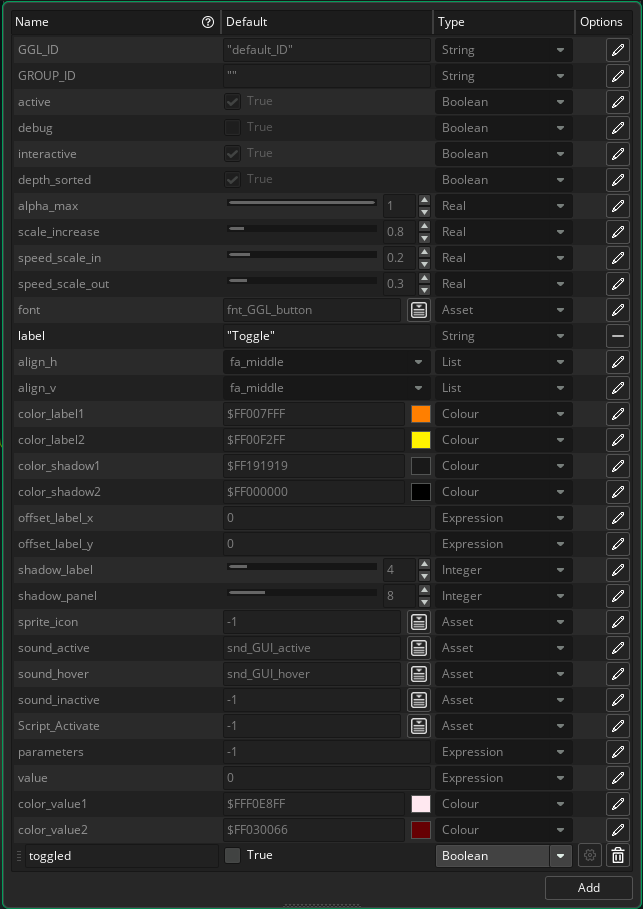 Name Default Type Options
GGL_ID "default_ID" String
GROUP_ID "" String
active True Boolean
debug True Boolean
interactive True Boolean
depth_sorted True Boolean
alpha_max 1 Real
scale_increase 0.8 Real
speed_scale_in 0.2 Real
speed_scale_out 0.3 Real
font fnt_GGL_button Asset
label "Toggle" String
align_h fa_middle List
align_v fa_middle List
color_label1 $FF007FFF Colour
color_label2 $FF00F2FF Colour
color_shadow1 $FF191919 Colour
color_shadow2 $FF000000 Colour
offset_label_x 0 Expression
offset_label_y 0 Expression
shadow_label 4 Integer
shadow_panel 8 Integer
sprite_icon -1 Asset
sound_active snd_GUI_active Asset
sound_hover snd_GUI_hover Asset
sound_inactive -1 Asset
Script_Activate -1 Asset
parameters -1 Expression
value 0 Expression
color_value1 $FFF0E8FF Colour
color_value2 $FF030066 Colour
toggled True Boolean
Add